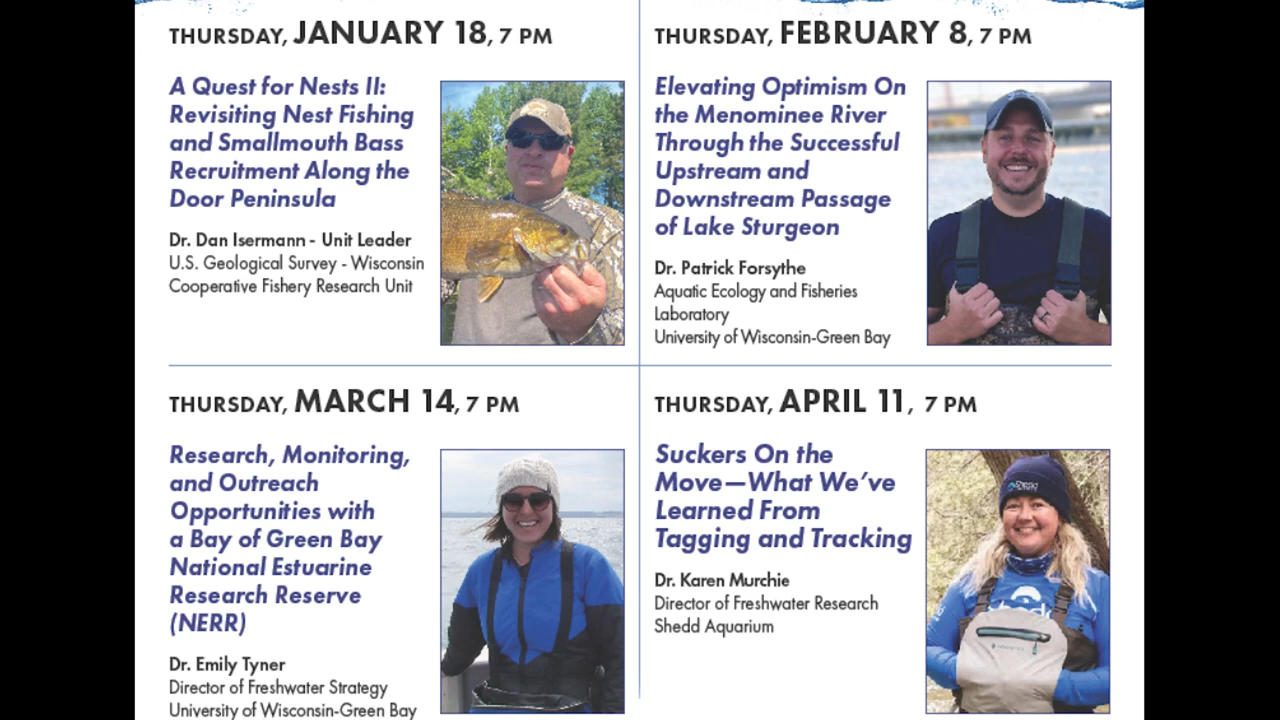 THURSDAY, JANUARY 18, 7 PM
A Quest for Nests II:
Revisiting Nest Fishing
and Smallmouth Bass
Recruitment Along the
Door Peninsula
Dr. Dan Isermann - Unit Leader
U.S. Geological Survey - Wisconsin
Cooperative Fishery Research Unit
THURSDAY, FEBRUARY 8, 7 PM
Elevating Optimism On
the Menominee River
Through the Successful
Upstream and
Downstream Passage
of Lake Sturgeon
Dr. Patrick Forsythe
Aquatic Ecology and Fisheries
Laboratory
University of Wisconsin-Green Bay
THURSDAY, MARCH 14, 7 PM
Research, Monitoring,
and Outreach
Opportunities with
a Bay of Green Bay
National Estuarine
Research Reserve
(NERR)
Dr. Emily Tyner
Director of Freshwater Strategy
University of Wisconsin-Green Bay
THURSDAY, APRIL 11, 7 PM
Suckers On the
Move—What We've
Learned From
Tagging and Tracking
Dr. Karen Murchie
Director of Freshwater Research
Shedd Aquarium